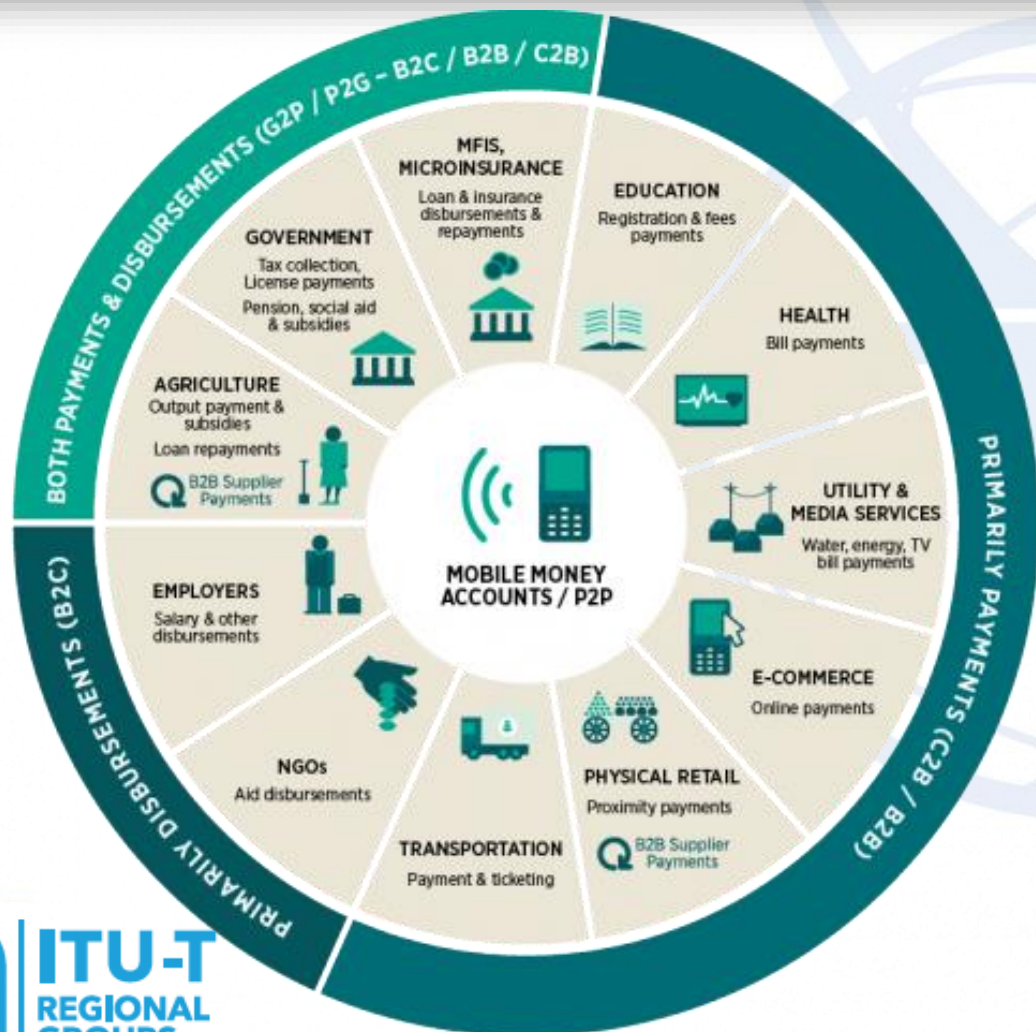 BOTH PAYMENTS & DISBURSEMENTS (G2P / P2G – B2C / B2B / C2B)
MFIS,
MICROINSURANCE
Loan & insurance
disbursements &
repayments
EDUCATION
Registration & fees
payments
GOVERNMENT
Tax collection,
License payments
Pension, social aid
& subsidies
HEALTH
Bill payments
AGRICULTURE
Output payment &
subsidies
Loan repayments
B2B Supplier
Payments
UTILITY &
MEDIA SERVICES
Water, energy, TV
bill payments
MOBILE MONEY
ACCOUNTS / P2P
EMPLOYERS
Salary & other
disbursements
E-COMMERCE
Online payments
NGOs
Aid disbursements
PHYSICAL RETAIL
Proximity payments
B2B Supplier
Payments
TRANSPORTATION
Payment & ticketing
PRIMARILY PAYMENTS (C2B / B2B)
PRIMARILY DISBURSEMENTS (B2C)
ITU-T
REGIONAL
GROUPS